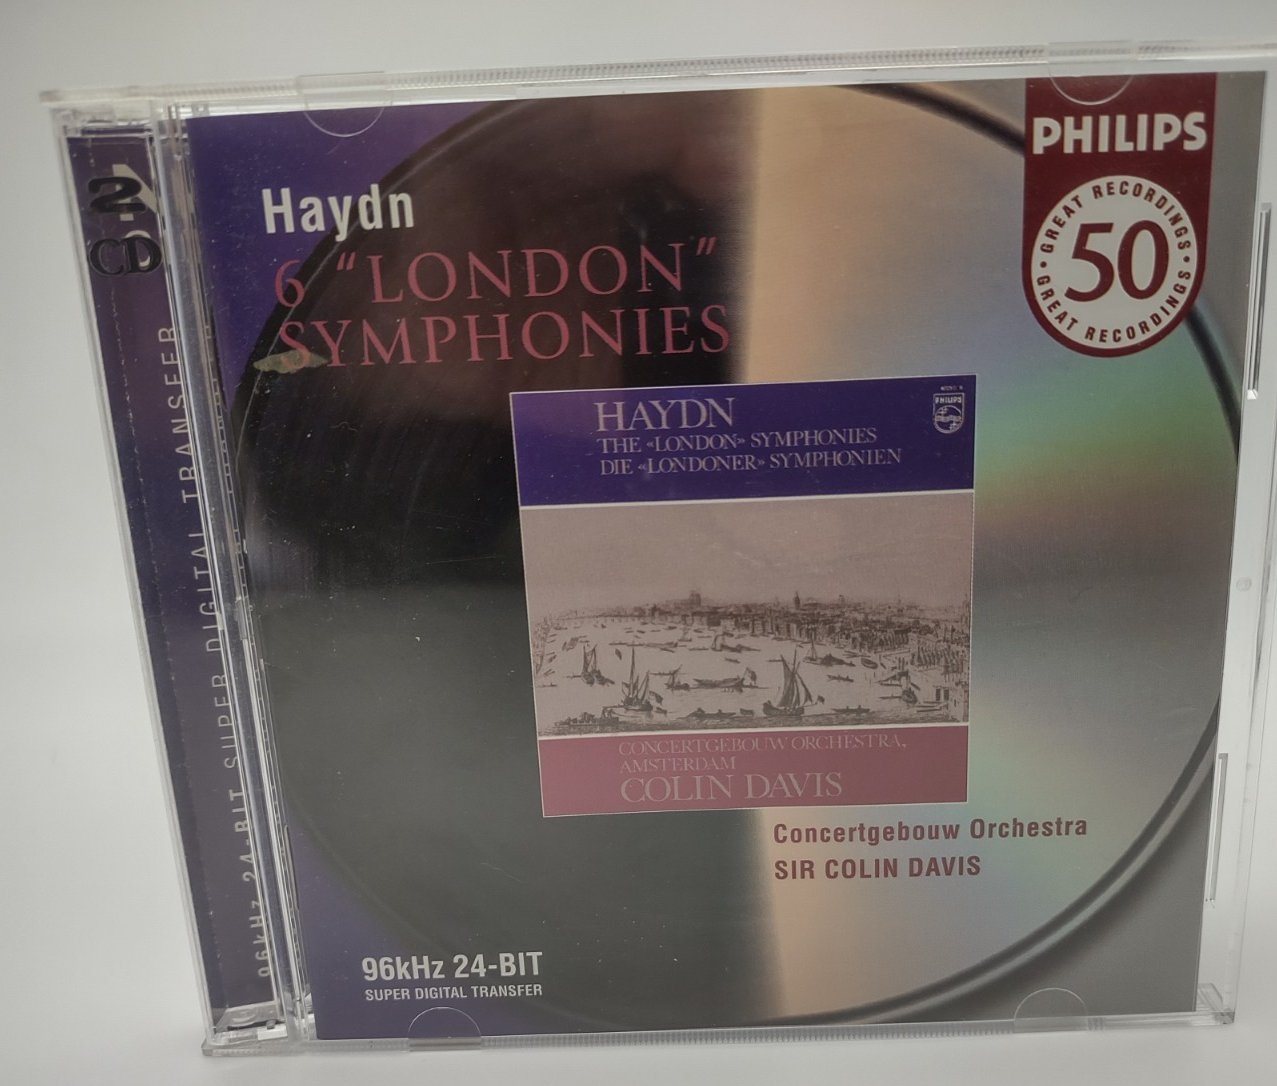 2
CD
96kHz 24-BIT SUPER DIGITAL TRANSFER
Haydn
6 “LONDON”
SYMPHONIES
PHILIPS
• GREAT RECORDINGS •
50
GREAT RECORDINGS
HAYDN
THE «LONDON» SYMPHONIES
DIE «LONDONER» SYMPHONIEN
PHILIPS
CONCERTGEBOUW ORCHESTRA,
AMSTERDAM
COLIN DAVIS
Concertgebouw Orchestra
SIR COLIN DAVIS
96kHz 24-BIT
SUPER DIGITAL TRANSFER